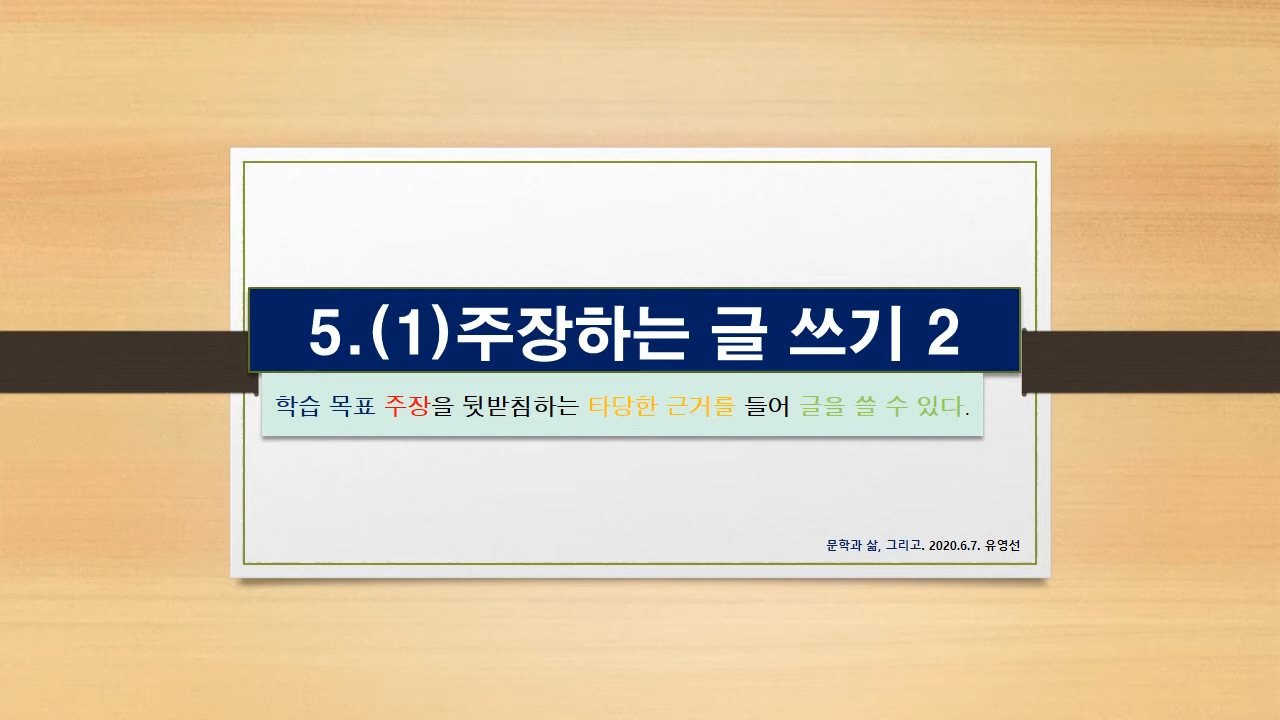 5.(1)주장하는 글 쓰기 2
학습 목표 주장을 뒷받침하는 타당한 근거를 들어 글을 쓸 수 있다.
문학과 삶, 그리고. 2020.6.7. 유영선